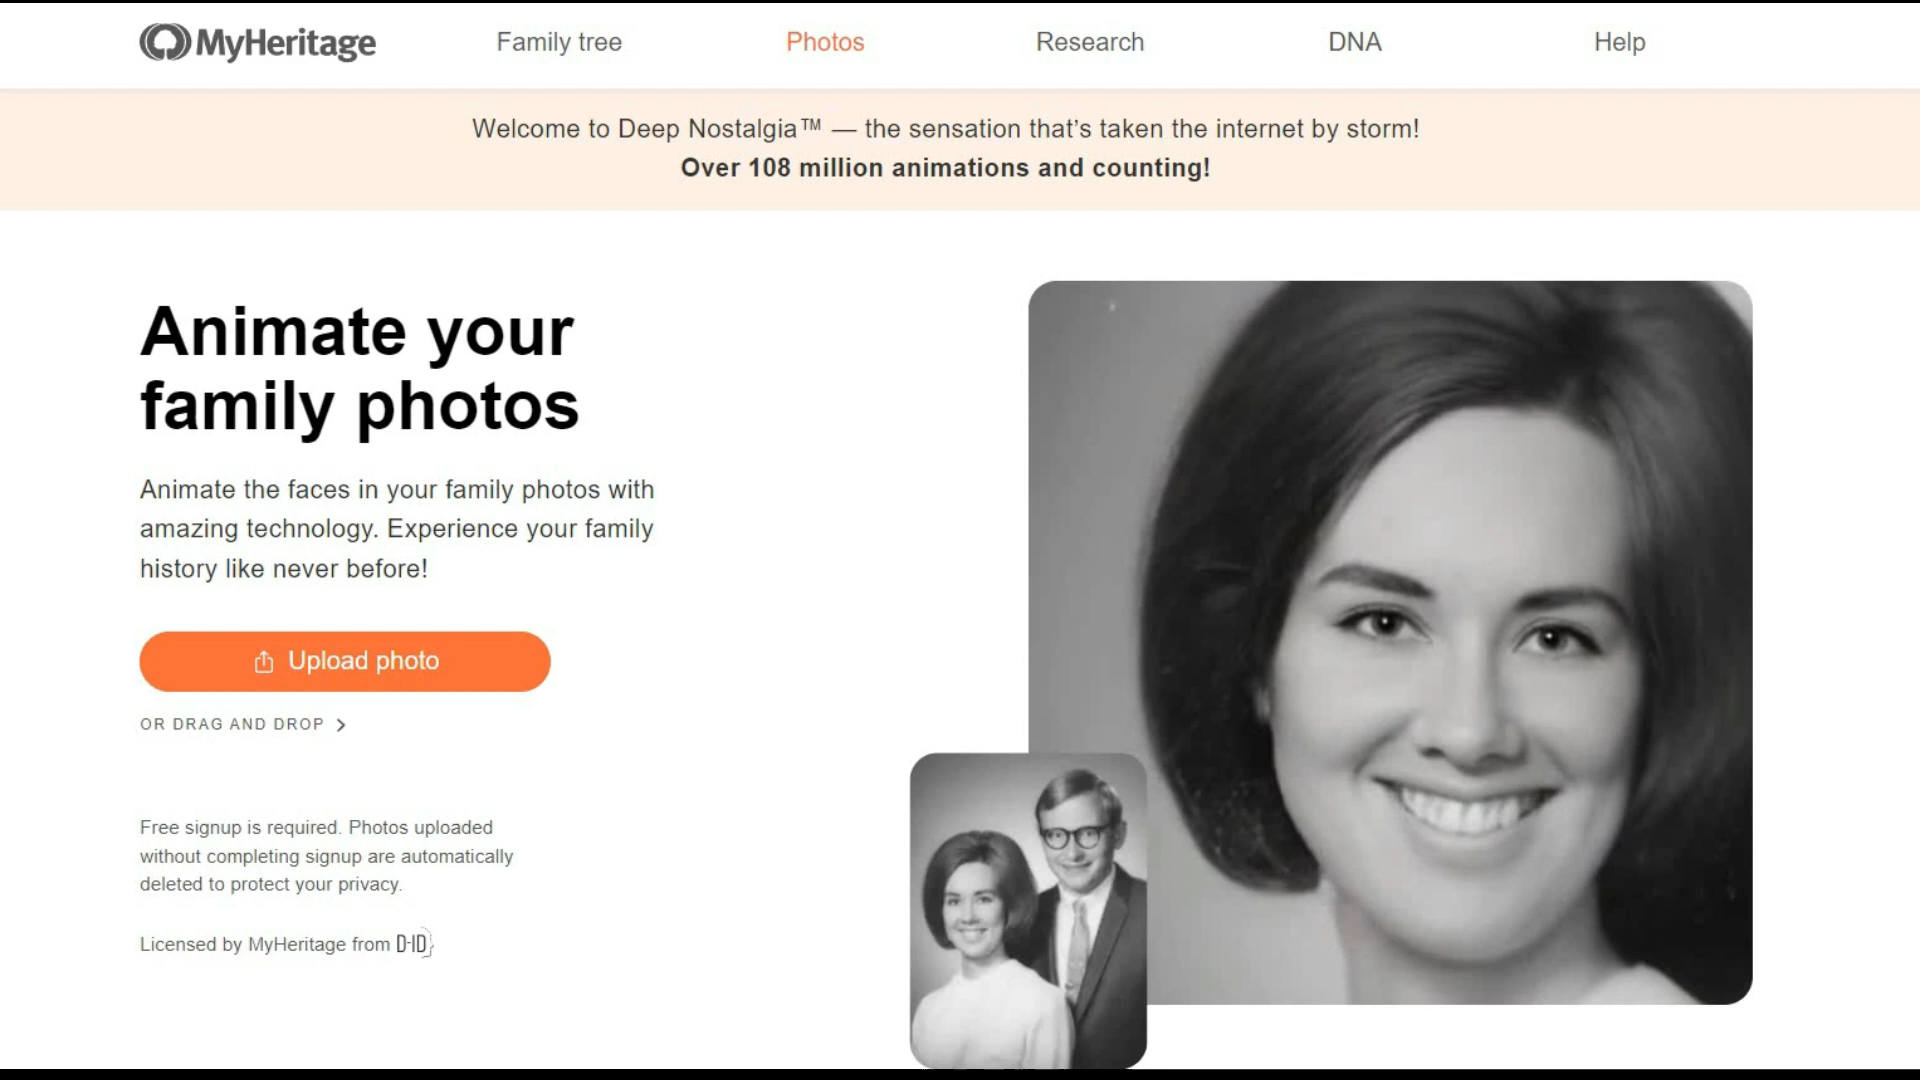 MyHeritage
Family tree
Photos
Research
DNA
Help
Welcome to Deep Nostalgia™ — the sensation that's taken the internet by storm!
Over 108 million animations and counting!
Animate your
family photos
Animate the faces in your family photos with
amazing technology. Experience your family
history like never before!
Upload photo
OR DRAG AND DROP
Free signup is required. Photos uploaded
without completing signup are automatically
deleted to protect your privacy.
Licensed by MyHeritage from D-ID